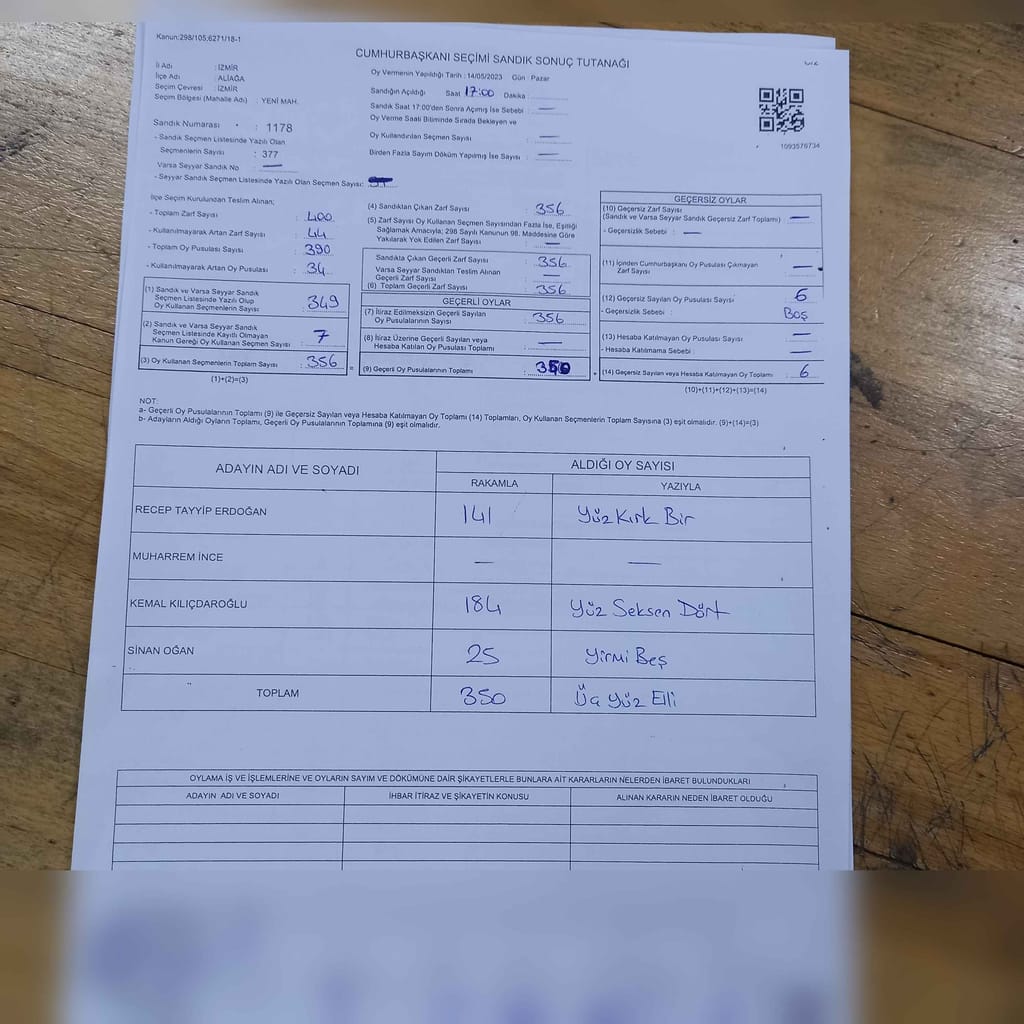 Kanun:298/105,6271/18-1
CUMHURBAŞKANI SEÇİMİ SANDIK SONUÇ TUTANAĞI
İl Adı : İZMİR
İlçe Adı : ALİAĞA
Seçim Çevresi : İZMİR
Seçim Bölgesi (Mahalle Adı) : YENİ MAH.
Sandık Numarası : 1178
- Sandık Seçmen Listesinde Yazılı Olan
Seçmenlerin Sayısı : 377
Varsa Seyyar Sandık No —
- Seyyar Sandık Seçmen Listesinde Yazılı Olan Seçmen Sayısı:
Oy Vermenin Yapıldığı Tarih : 14/05/2023 Gün : Pazar
Sandığın Açıldığı Saat 17:00 Dakika :
Sandık Saat 17.00'den Sonra Açımış İse Sebebi : —
Oy Verme Saati Bitiminde Sırada Bekleyen ve
Oy Kullandırılan Seçmen Sayısı : —
Birden Fazla Sayım Döküm Yapılmış İse Sayısı : —
1093576734
İlçe Seçim Kurulundan Teslim Alınan;
- Toplam Zarf Sayısı : 400
- Kullanılmayarak Artan Zarf Sayısı : 44
- Toplam Oy Pusulası Sayısı : 390
- Kullanılmayarak Artan Oy Pusulası : 34
(1) Sandık ve Varsa Seyyar Sandık
Seçmen Listesinde Yazılı Olup
Oy Kullanan Seçmenlerin Sayısı : 349
(2) Sandık ve Varsa Seyyar Sandık
Seçmen Listesinde Kayıtlı Olmayan
Kanun Gereği Oy Kullanan Seçmen Sayısı : 7
(3) Oy Kullanan Seçmenlerin Toplam Sayısı : 356
(1)+(2)=(3)
(4) Sandıktan Çıkan Zarf Sayısı : 356
(5) Zarf Sayısı Oy Kullanan Seçmen Sayısından Fazla İse, Eşitliği
Sağlamak Amacıyla; 298 Sayılı Kanunun 98. Maddesine Göre
Yakılarak Yok Edilen Zarf Sayısı : —
Sandıkta Çıkan Geçerli Zarf Sayısı : 356
Varsa Seyyar Sandıktan Teslim Alınan
Geçerli Zarf Sayısı : —
(6) Toplam Geçerli Zarf Sayısı : 356
GEÇERLİ OYLAR
(7) İtiraz Edilmeksizin Geçerli Sayılan
Oy Pusulalarının Sayısı : 356
(8) İtiraz Üzerine Geçerli Sayılan veya
Hesaba Katılan Oy Pusulası Toplamı : —
= (9) Geçerli Oy Pusulalarının Toplamı : 350
GEÇERSİZ OYLAR
(10) Geçersiz Zarf Sayısı
(Sandık ve Varsa Seyyar Sandık Geçersiz Zarf Toplamı) —
- Geçersizlik Sebebi : —
(11) İçinden Cumhurbaşkanı Oy Pusulası Çıkmayan
Zarf Sayısı : —
(12) Geçersiz Sayılan Oy Pusulası Sayısı : 6
- Geçersizlik Sebebi : Boş
(13) Hesaba Katılmayan Oy Pusulası Sayısı : —
- Hesaba Katılmama Sebebi : —
+ (14) Geçersiz Sayılan veya Hesaba Katılmayan Oy Toplamı : 6
(10)+(11)+(12)+(13)=(14)
NOT:
a- Geçerli Oy Pusulalarının Toplamı (9) ile Geçersiz Sayılan veya Hesaba Katılmayan Oy Toplamı (14) Toplamları, Oy Kullanan Seçmenlerin Toplam Sayısına (3) eşit olmalıdır. (9)+(14)=(3)
b- Adayların Aldığı Oyların Toplamı, Geçerli Oy Pusulalarının Toplamına (9) eşit olmalıdır.
ADAYIN ADI VE SOYADI ALDIĞI OY SAYISI
RAKAMLA YAZIYLA
RECEP TAYYİP ERDOĞAN 141 Yüz Kırk Bir
MUHARREM İNCE — —
KEMAL KILIÇDAROĞLU 184 Yüz Seksen Dört
SİNAN OĞAN 25 Yirmi Beş
TOPLAM 350 Üç Yüz Elli
OYLAMA İŞ VE İŞLEMLERİNE VE OYLARIN SAYIM VE DÖKÜMÜNE DAİR ŞİKAYETLERLE BUNLARA AİT KARARLARIN NELERDEN İBARET BULUNDUKLARI
ADAYIN ADI VE SOYADI İHBAR İTİRAZ VE ŞİKAYETİN KONUSU ALINAN KARARIN NEDEN İBARET OLDUĞU